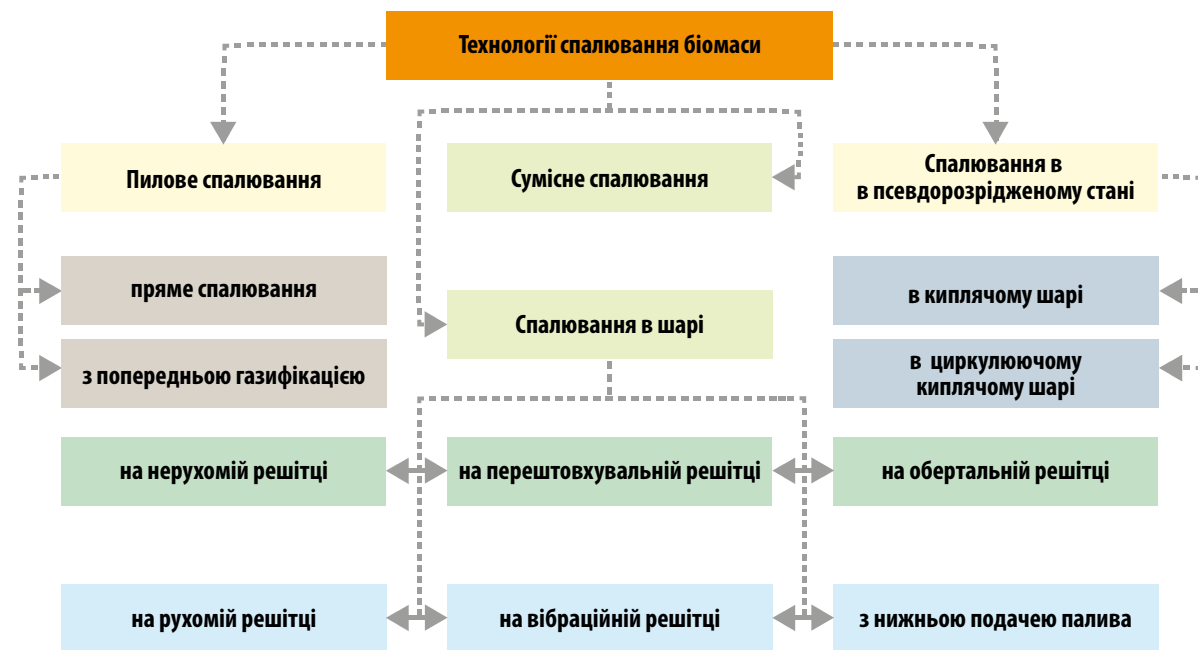 Технології спалювання біомаси
Пилове спалювання
Сумісне спалювання
Спалювання в
в псевдорозрідженому стані
пряме спалювання
в киплячому шарі
Спалювання в шарі
з попередньою газифікацією
в циркулюючому
киплячому шарі
на нерухомій решітці
на перештовхувальній решітці
на обертальній решітці
на рухомій решітці
на вібраційній решітці
з нижньою подачею палива